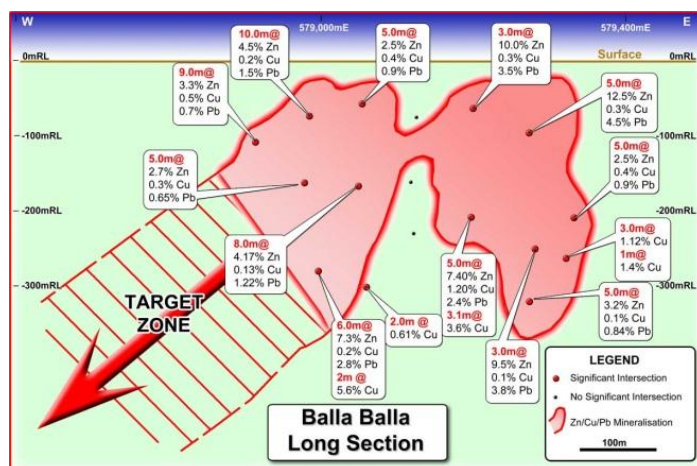 W
579,000mE
579,400mE
E
0mRL
Surface
0mRL
10.0m@
4.5% Zn
0.2% Cu
1.5% Pb
5.0m@
2.5% Zn
0.4% Cu
0.9% Pb
3.0m@
10.0% Zn
0.3% Cu
3.5% Pb
9.0m@
3.3% Zn
0.5% Cu
0.7% Pb
5.0m@
12.5% Zn
0.3% Cu
4.5% Pb
-100mRL
-100mRL
5.0m@
2.7% Zn
0.3% Cu
0.65% Pb
5.0m@
2.5% Zn
0.4% Cu
0.9% Pb
-200mRL
-200mRL
8.0m@
4.17% Zn
0.13% Cu
1.22% Pb
3.0m@
1.12% Cu
1m@
1.4% Cu
5.0m@
7.40% Zn
1.20% Cu
2.4% Pb
3.1m@
3.6% Cu
-300mRL
-300mRL
TARGET
ZONE
5.0m@
3.2% Zn
0.1% Cu
0.84% Pb
6.0m@
7.3% Zn
0.2% Cu
2.8% Pb
2m @
5.6% Cu
2.0m @
0.61% Cu
3.0m@
9.5% Zn
0.1% Cu
3.8% Pb
Balla Balla
Long Section
LEGEND
Significant Intersection
No Significant Intersection
Zn/Cu/Pb Mineralisation
100m